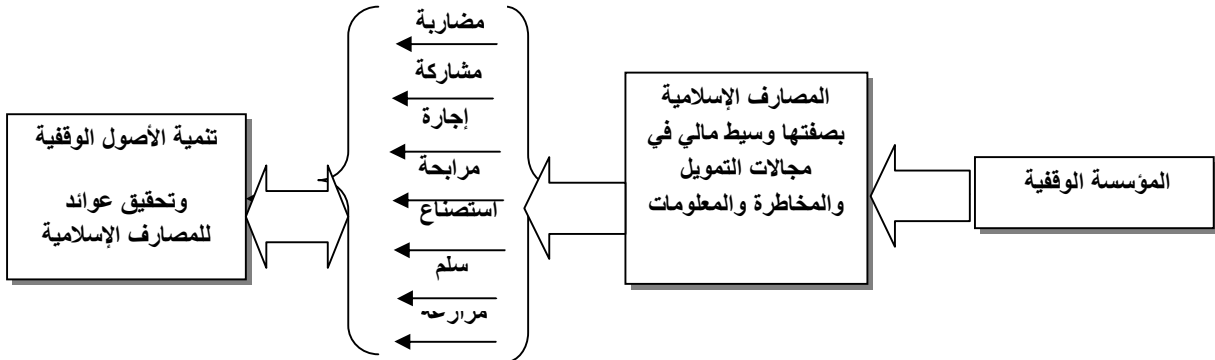 المؤسسة الوقفية
المصارف الإسلامية
بصفتها وسيط مالي في
مجالات التمويل
والمخاطرة والمعلومات
مضاربة
مشاركة
إجارة
مرابحة
استصناع
سلم
مزارعة
تنمية الأصول الوقفية
وتحقيق عوائد
للمصارف الإسلامية